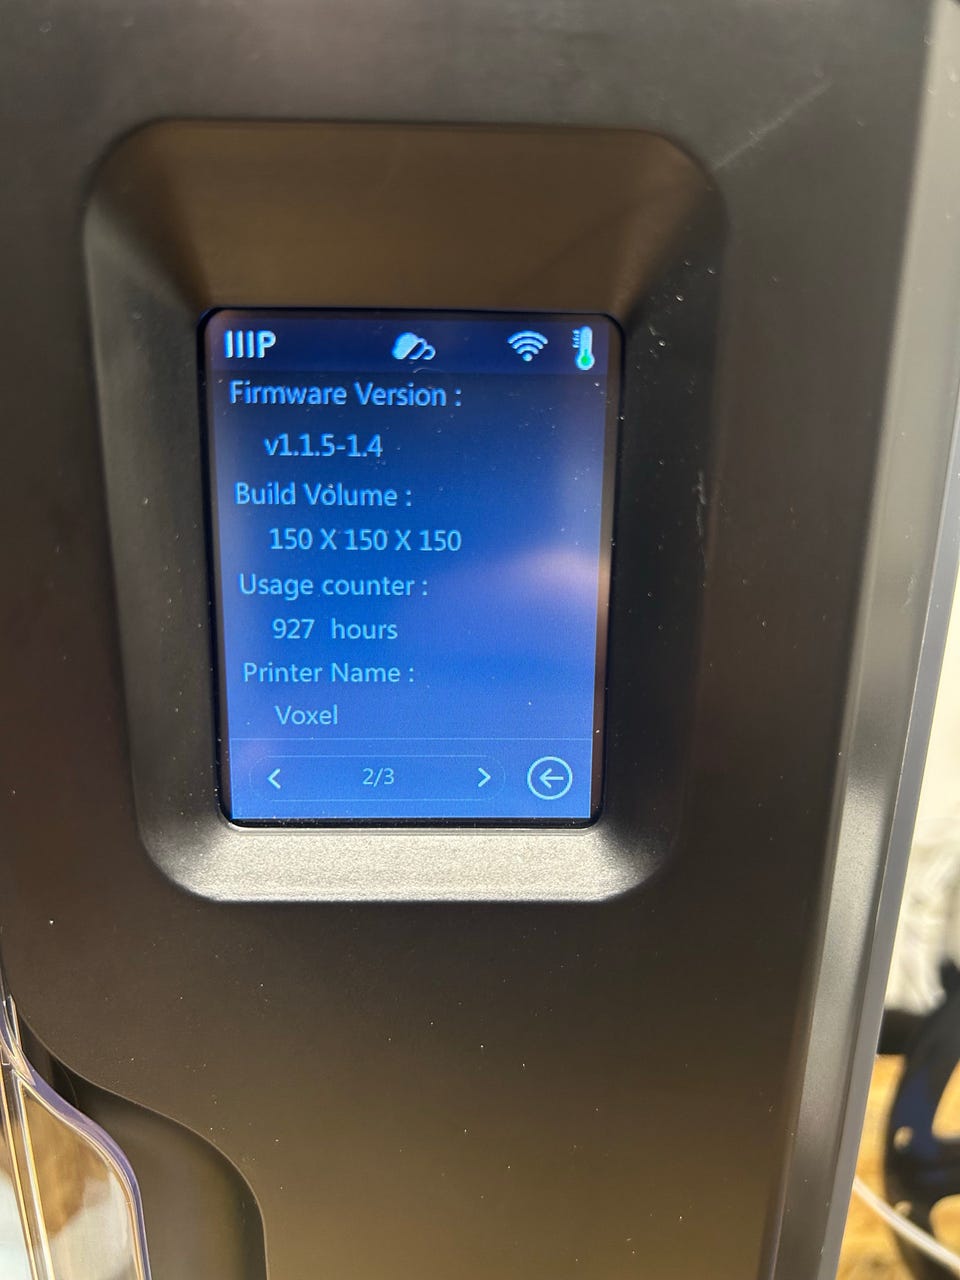 IIIP
Firmware Version :
v1.1.5-1.4
Build Volume :
150 X 150 X 150
Usage counter :
927 hours
Printer Name :
Voxel
2/3